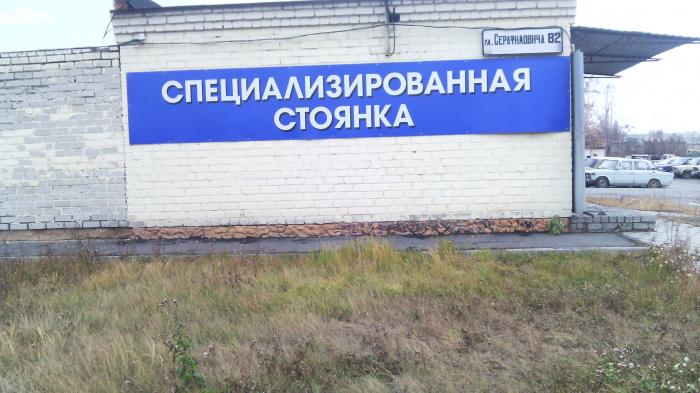 ул. Серафимовича 82
СПЕЦИАЛИЗИРОВАННАЯ
СТОЯНКА